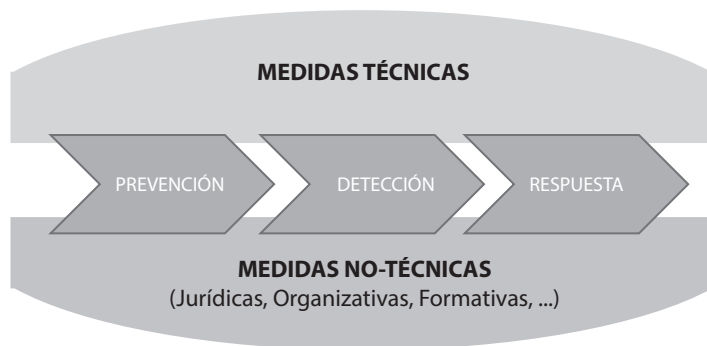 MEDIDAS TÉCNICAS
PREVENCIÓN
DETECCIÓN
RESPUESTA
MEDIDAS NO-TÉCNICAS
(Jurídicas, Organizativas, Formativas, ...)